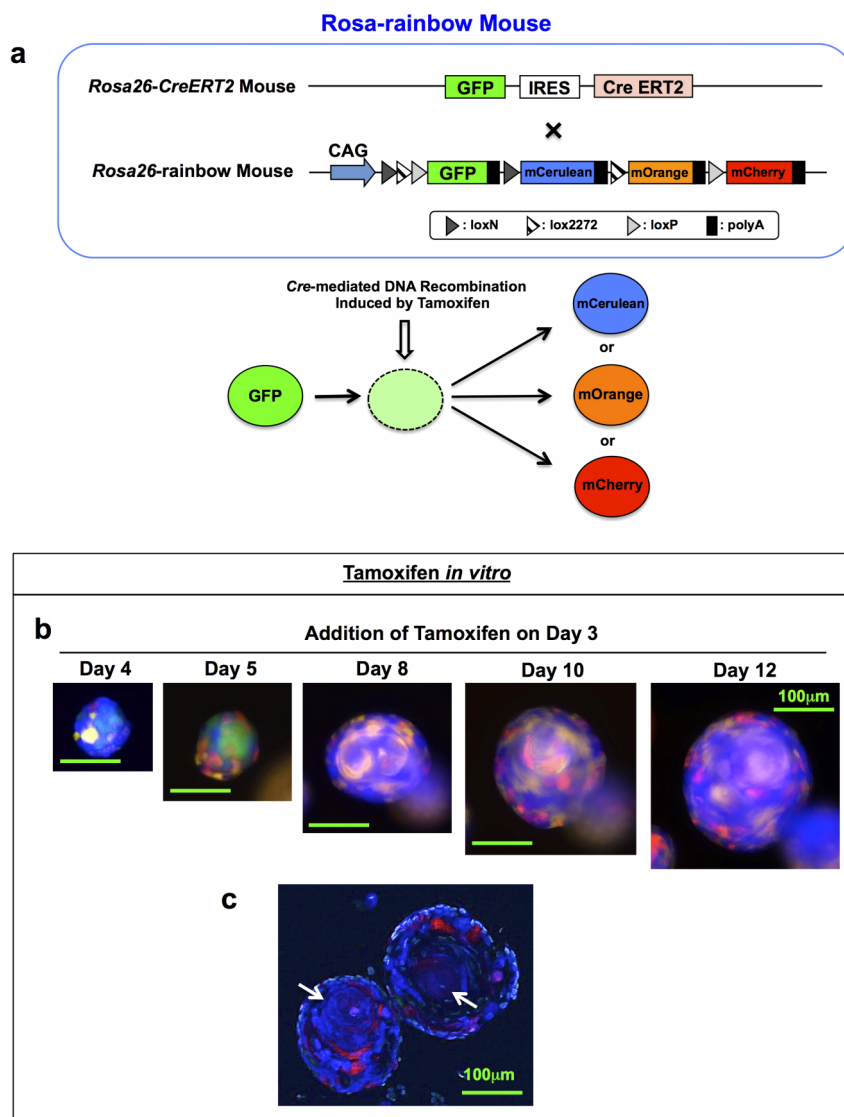 Rosa-rainbow Mouse
a
Rosa26-CreERT2 Mouse
GFP
IRES
Cre ERT2
×
CAG
Rosa26-rainbow Mouse
GFP
mCerulean
mOrange
mCherry
: loxN
: lox2272
: loxP
: polyA
Cre-mediated DNA Recombination
Induced by Tamoxifen
mCerulean
or
GFP
mOrange
or
mCherry
Tamoxifen in vitro
b
Addition of Tamoxifen on Day 3
Day 4
Day 5
Day 8
Day 10
Day 12
100μm
c
100μm